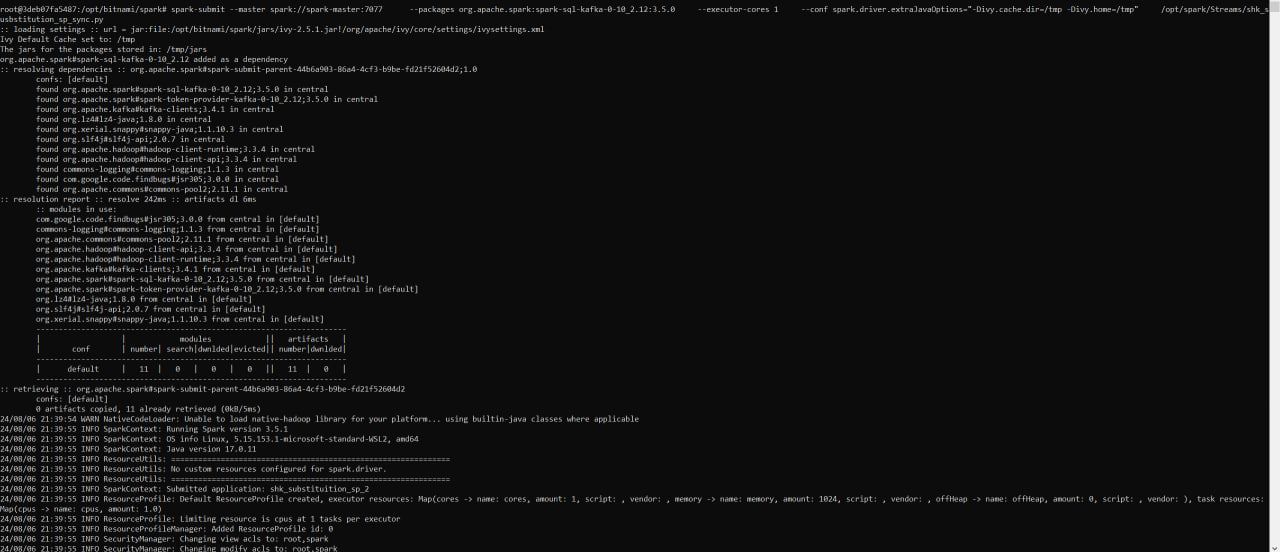 root@3deb07fa5487:/opt/bitnami/spark# spark-submit --master spark://spark-master:7077      --packages org.apache.spark:spark-sql-kafka-0-10_2.12:3.5.0     --executor-cores 1     --conf spark.driver.extraJavaOptions="-Divy.cache.dir=/tmp -Divy.home=/tmp"     /opt/spark/Streams/shk_s
usbstitution_sp_sync.py
:: loading settings :: url = jar:file:/opt/bitnami/spark/jars/ivy-2.5.1.jar!/org/apache/ivy/core/settings/ivysettings.xml
Ivy Default Cache set to: /tmp
The jars for the packages stored in: /tmp/jars
org.apache.spark#spark-sql-kafka-0-10_2.12 added as a dependency
:: resolving dependencies :: org.apache.spark#spark-submit-parent-44b6a903-86a4-4cf3-b9be-fd21f52604d2;1.0
        confs: [default]
        found org.apache.spark#spark-sql-kafka-0-10_2.12;3.5.0 in central
        found org.apache.spark#spark-token-provider-kafka-0-10_2.12;3.5.0 in central
        found org.apache.kafka#kafka-clients;3.4.1 in central
        found org.lz4#lz4-java;1.8.0 in central
        found org.xerial.snappy#snappy-java;1.1.10.3 in central
        found org.slf4j#slf4j-api;2.0.7 in central
        found org.apache.hadoop#hadoop-client-runtime;3.3.4 in central
        found org.apache.hadoop#hadoop-client-api;3.3.4 in central
        found commons-logging#commons-logging;1.1.3 in central
        found com.google.code.findbugs#jsr305;3.0.0 in central
        found org.apache.commons#commons-pool2;2.11.1 in central
:: resolution report :: resolve 242ms :: artifacts dl 6ms
        :: modules in use:
        com.google.code.findbugs#jsr305;3.0.0 from central in [default]
        commons-logging#commons-logging;1.1.3 from central in [default]
        org.apache.commons#commons-pool2;2.11.1 from central in [default]
        org.apache.hadoop#hadoop-client-api;3.3.4 from central in [default]
        org.apache.hadoop#hadoop-client-runtime;3.3.4 from central in [default]
        org.apache.kafka#kafka-clients;3.4.1 from central in [default]
        org.apache.spark#spark-sql-kafka-0-10_2.12;3.5.0 from central in [default]
        org.apache.spark#spark-token-provider-kafka-0-10_2.12;3.5.0 from central in [default]
        org.lz4#lz4-java;1.8.0 from central in [default]
        org.slf4j#slf4j-api;2.0.7 from central in [default]
        org.xerial.snappy#snappy-java;1.1.10.3 from central in [default]
        ---------------------------------------------------------------------
        |                  |            modules            ||   artifacts   |
        |       conf       | number| search|dwnlded|evicted|| number|dwnlded|
        ---------------------------------------------------------------------
        |      default     |   11  |   0   |   0   |   0   ||   11  |   0   |
        ---------------------------------------------------------------------
:: retrieving :: org.apache.spark#spark-submit-parent-44b6a903-86a4-4cf3-b9be-fd21f52604d2
        confs: [default]
        0 artifacts copied, 11 already retrieved (0kB/5ms)
24/08/06 21:39:54 WARN NativeCodeLoader: Unable to load native-hadoop library for your platform... using builtin-java classes where applicable
24/08/06 21:39:55 INFO SparkContext: Running Spark version 3.5.1
24/08/06 21:39:55 INFO SparkContext: OS info Linux, 5.15.153.1-microsoft-standard-WSL2, amd64
24/08/06 21:39:55 INFO SparkContext: Java version 17.0.11
24/08/06 21:39:55 INFO ResourceUtils: ==============================================================
24/08/06 21:39:55 INFO ResourceUtils: No custom resources configured for spark.driver.
24/08/06 21:39:55 INFO ResourceUtils: ==============================================================
24/08/06 21:39:55 INFO SparkContext: Submitted application: shk_substituition_sp_2
24/08/06 21:39:55 INFO ResourceProfile: Default ResourceProfile created, executor resources: Map(cores -> name: cores, amount: 1, script: , vendor: , memory -> name: memory, amount: 1024, script: , vendor: , offHeap -> name: offHeap, amount: 0, script: , vendor: ), task resources:
Map(cpus -> name: cpus, amount: 1.0)
24/08/06 21:39:55 INFO ResourceProfile: Limiting resource is cpus at 1 tasks per executor
24/08/06 21:39:55 INFO ResourceProfileManager: Added ResourceProfile id: 0
24/08/06 21:39:55 INFO SecurityManager: Changing view acls to: root,spark
24/08/06 21:39:55 INFO SecurityManager: Changing modify acls to: root,spark